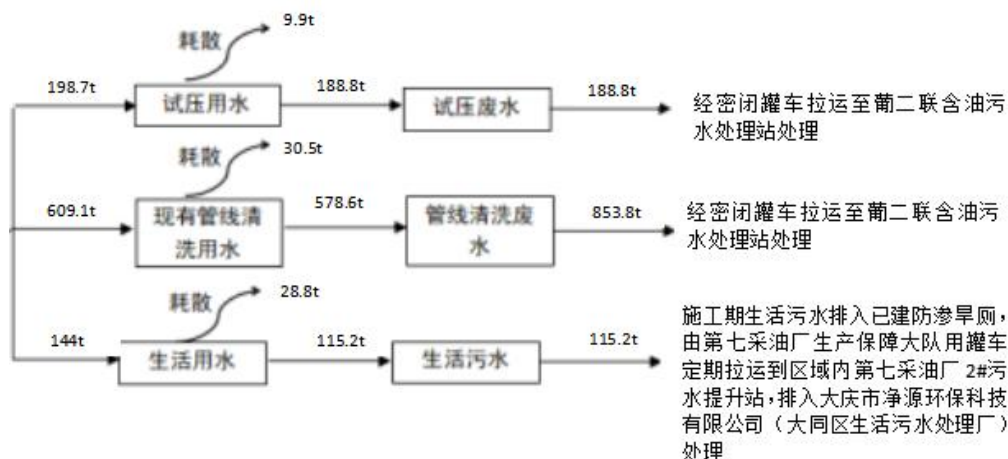 9.9t
耗散
198.7t
试压用水
188.8t
试压废水
188.8t
经密闭罐车拉运至葡二联含油污
水处理站处理
30.5t
耗散
609.1t
现有管线清
洗用水
578.6t
管线清洗废
水
853.8t
经密闭罐车拉运至葡二联含油污
水处理站处理
28.8t
耗散
144t
生活用水
115.2t
生活污水
115.2t
施工期生活污水排入已建防渗旱厕，
由第七采油厂生产保障大队用罐车
定期拉运到区域内第七采油厂 2#污
水提升站，排入大庆市净源环保科技
有限公司（大同区生活污水处理厂）
处理